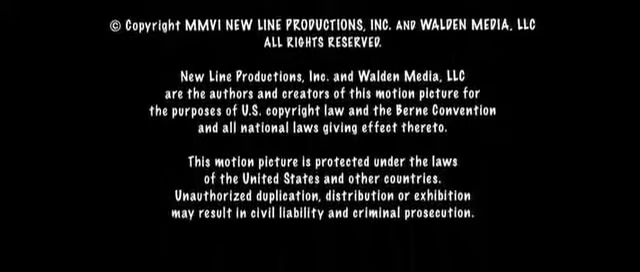 © Copyright MMVI NEW LINE PRODUCTIONS, INC. AND WALDEN MEDIA, LLC
ALL RIGHTS RESERVED.
New Line Productions, Inc. and Walden Media, LLC
are the authors and creators of this motion picture for
the purposes of U.S. copyright law and the Berne Convention
and all national laws giving effect thereto.
This motion picture is protected under the laws
of the United States and other countries.
Unauthorized duplication, distribution or exhibition
may result in civil liability and criminal prosecution.